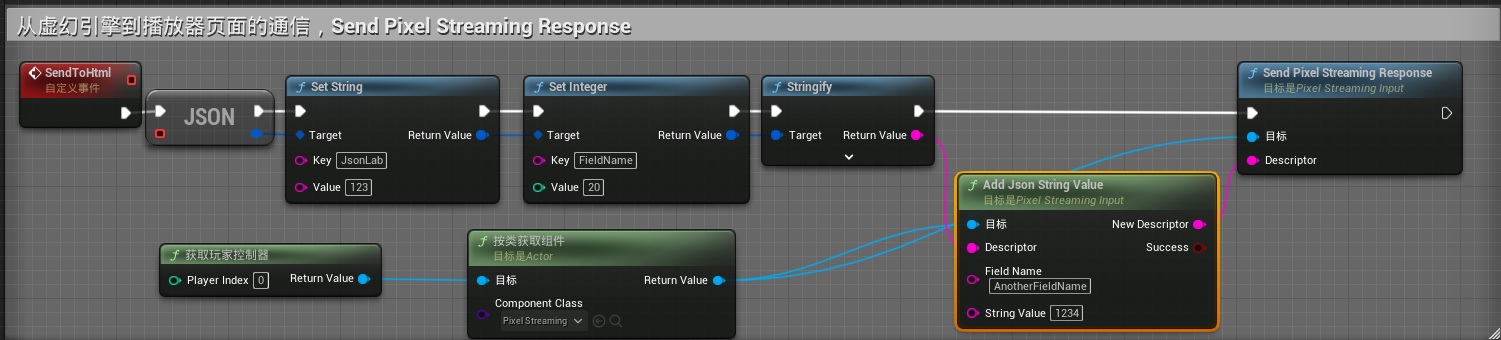 从虚幻引擎到播放器页面的通信，Send Pixel Streaming Response
SendToHtml
自定义事件
JSON
Set String
Target
Return Value
Key JsonLab
Value 123
Set Integer
Target
Return Value
Key FieldName
Value 20
Stringify
Target
Return Value
Send Pixel Streaming Response
目标是Pixel Streaming Input
目标
Descriptor
Add Json String Value
目标是Pixel Streaming Input
目标
New Descriptor
Descriptor
Success
Field Name
AnotherFieldName
String Value 1234
获取玩家控制器
Player Index 0
Return Value
按类获取组件
目标是Actor
目标
Return Value
Component Class
Pixel Streaming